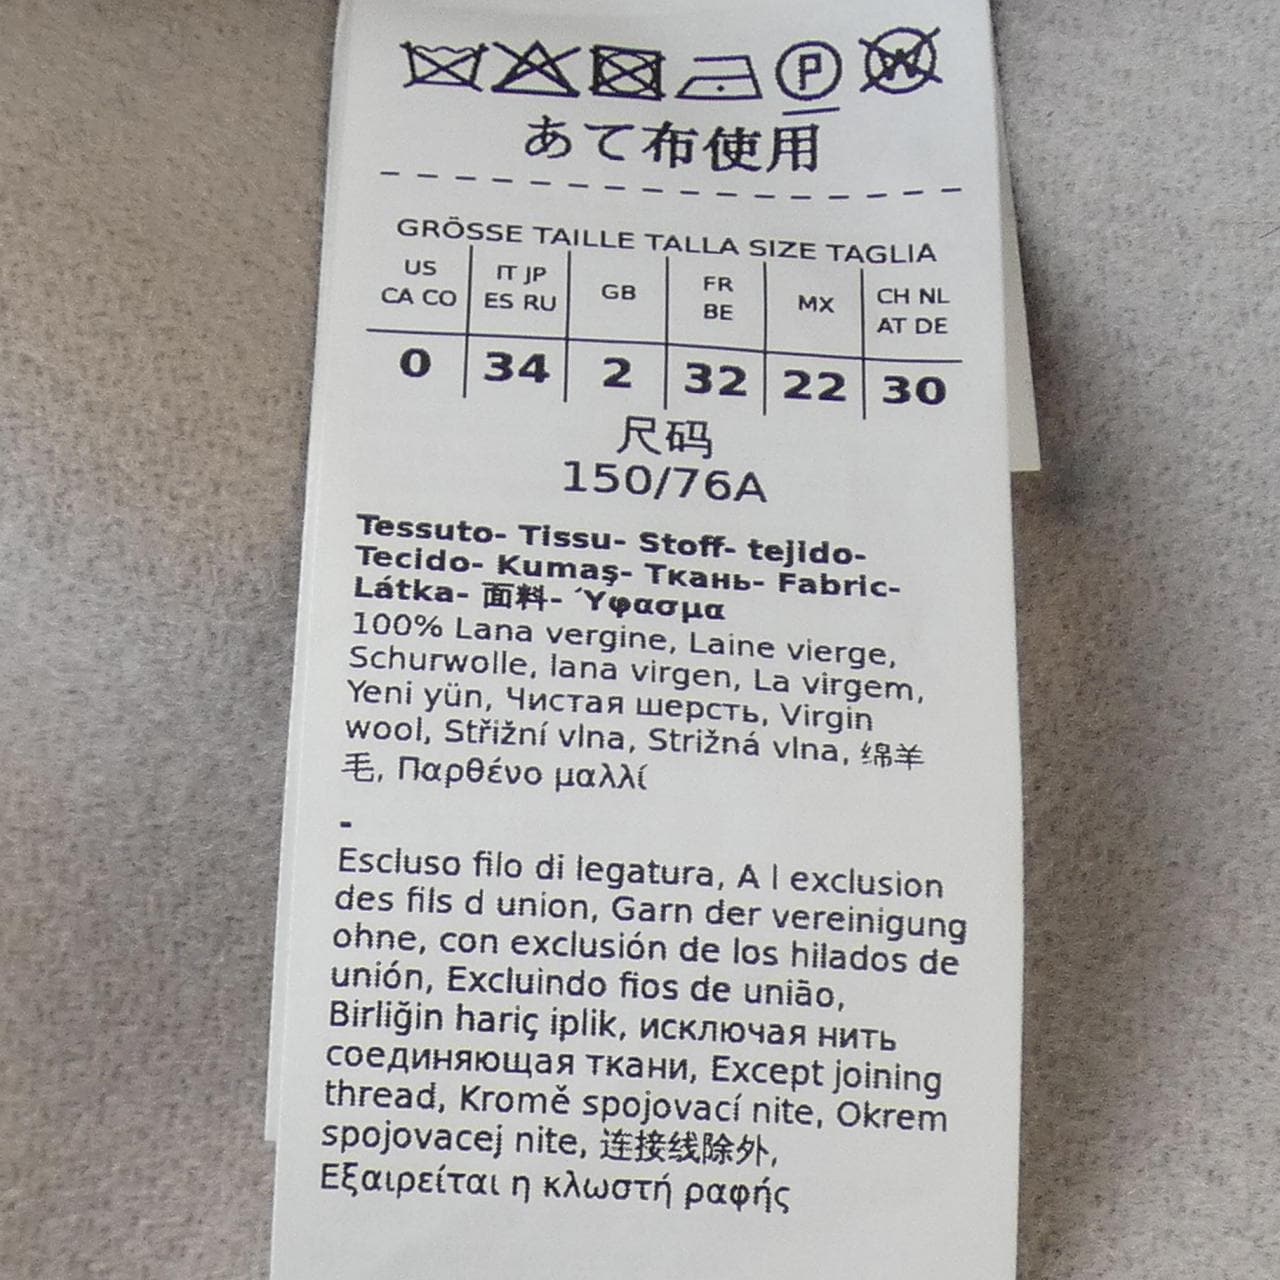 P W
あて布使用
GRÖSSE TAILLE TALLA SIZE TAGLIA
US IT JP GB FR MX CH NL
CA CO ES RU BE AT DE
0 34 2 32 22 30
尺码
150/76A
Tessuto- Tissu- Stoff- tejido-
Tecido- Kumaş- Ткань- Fabric-
Látka- 面料- Ύφασμα
100% Lana vergine, Laine vierge,
Schurwolle, lana virgen, La virgem,
Yeni yün, Чистая шерсть, Virgin
wool, Střižní vlna, Strižná vlna, 绵羊
毛, Παρθένο μαλλί
-
Escluso filo di legatura, A l exclusion
des fils d union, Garn der vereinigung
ohne, con exclusión de los hilados de
unión, Excluindo fios de união,
Birliğin hariç iplik, исключая нить
соединяющая ткани, Except joining
thread, Kromě spojovací nite, Okrem
spojovacej nite, 连接线除外,
Εξαιρείται η κλωστή ραφής